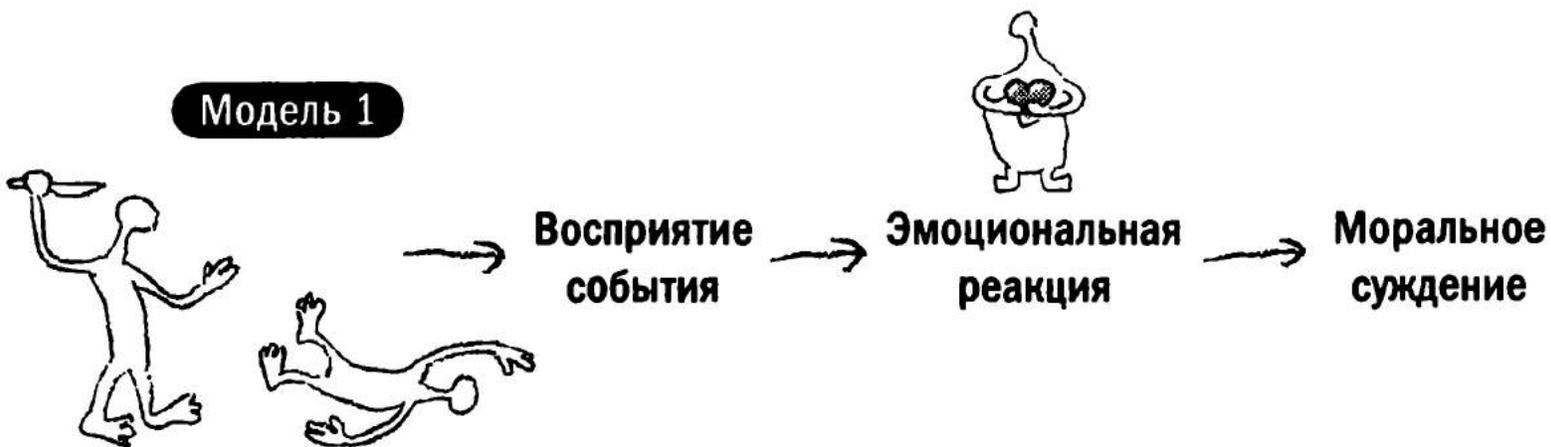 Модель 1
Восприятие
события
Эмоциональная
реакция
Моральное
суждение